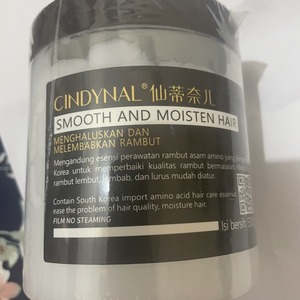 CINDYNAL®仙蒂奈儿
SMOOTH AND MOISTEN HAIR
MENGHALUSKAN DAN
MELEMBABKAN RAMBUT
Mengandung esensi perawatan rambut asam amino yang
Korea untuk memperbaiki kualitas rambut bermasalah
rambut lembut, lembab, dan lurus mudah diatur.
Contain South Korea import amino acid hair care essence
ease the problem of hair quality, moisture hair.
FILM NO STEAMING
Isi bersih